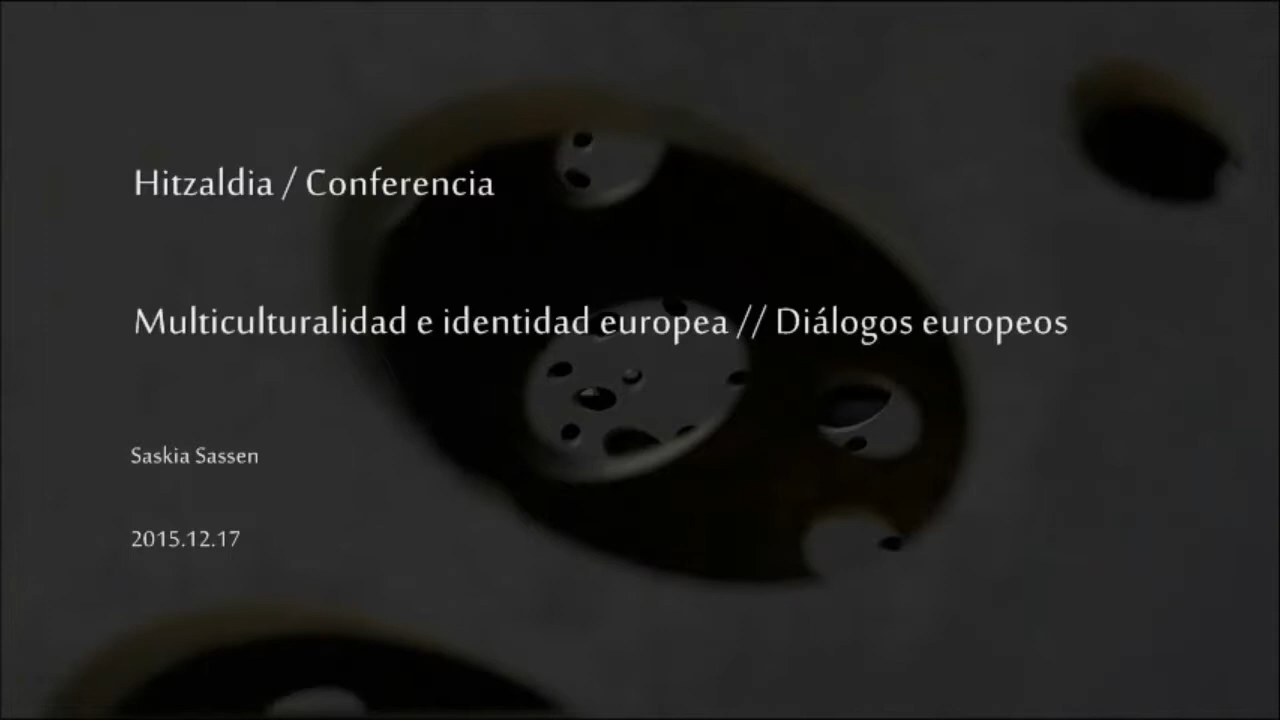 Hitzaldia / Conferencia
Multiculturalidad e identidad europea // Diálogos europeos
Saskia Sassen
2015.12.17